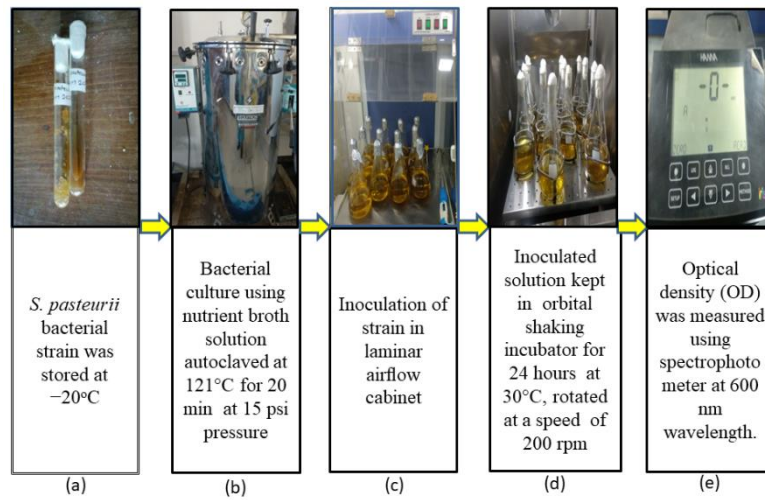 S. pasteurii
bacterial
strain was
stored at
−20°C
Bacterial
culture using
nutrient broth
solution
autoclaved at
121°C for 20
min at 15 psi
pressure
Inoculation of
strain in
laminar
airflow
cabinet
Inoculated
solution kept
in orbital
shaking
incubator for
24 hours at
30°C, rotated
at a speed of
200 rpm
HANNA
-0-
Optical
density (OD)
was measured
using
spectrophoto
meter at 600
nm
wavelength.
(a)
(b)
(c)
(d)
(e)